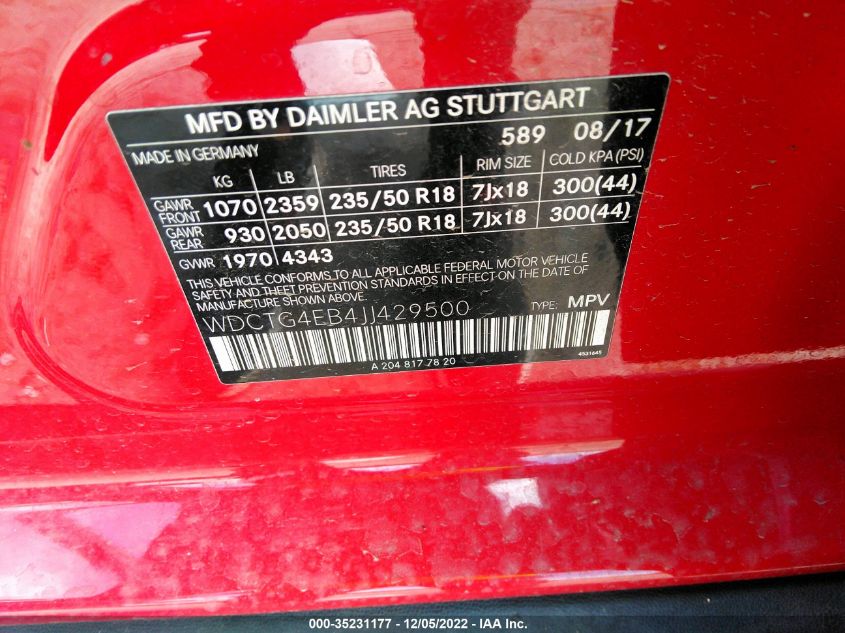 MFD BY DAIMLER AG STUTTGART
589 08/17
MADE IN GERMANY
KG LB TIRES RIM SIZE COLD KPA (PSI)
GAWR FRONT 1070 2359 235/50 R18 7Jx18 300(44)
GAWR REAR 930 2050 235/50 R18 7Jx18 300(44)
GVWR 1970 4343
THIS VEHICLE CONFORMS TO ALL APPLICABLE FEDERAL MOTOR VEHICLE
SAFETY AND THEFT PREVENTION STANDARDS IN EFFECT ON THE DATE OF
MANUFACTURE SHOWN ABOVE.
WDCTG4EB4JJ429500 TYPE: MPV
4531645
A 204 817 78 20
000-35231177 - 12/05/2022 - IAA Inc.